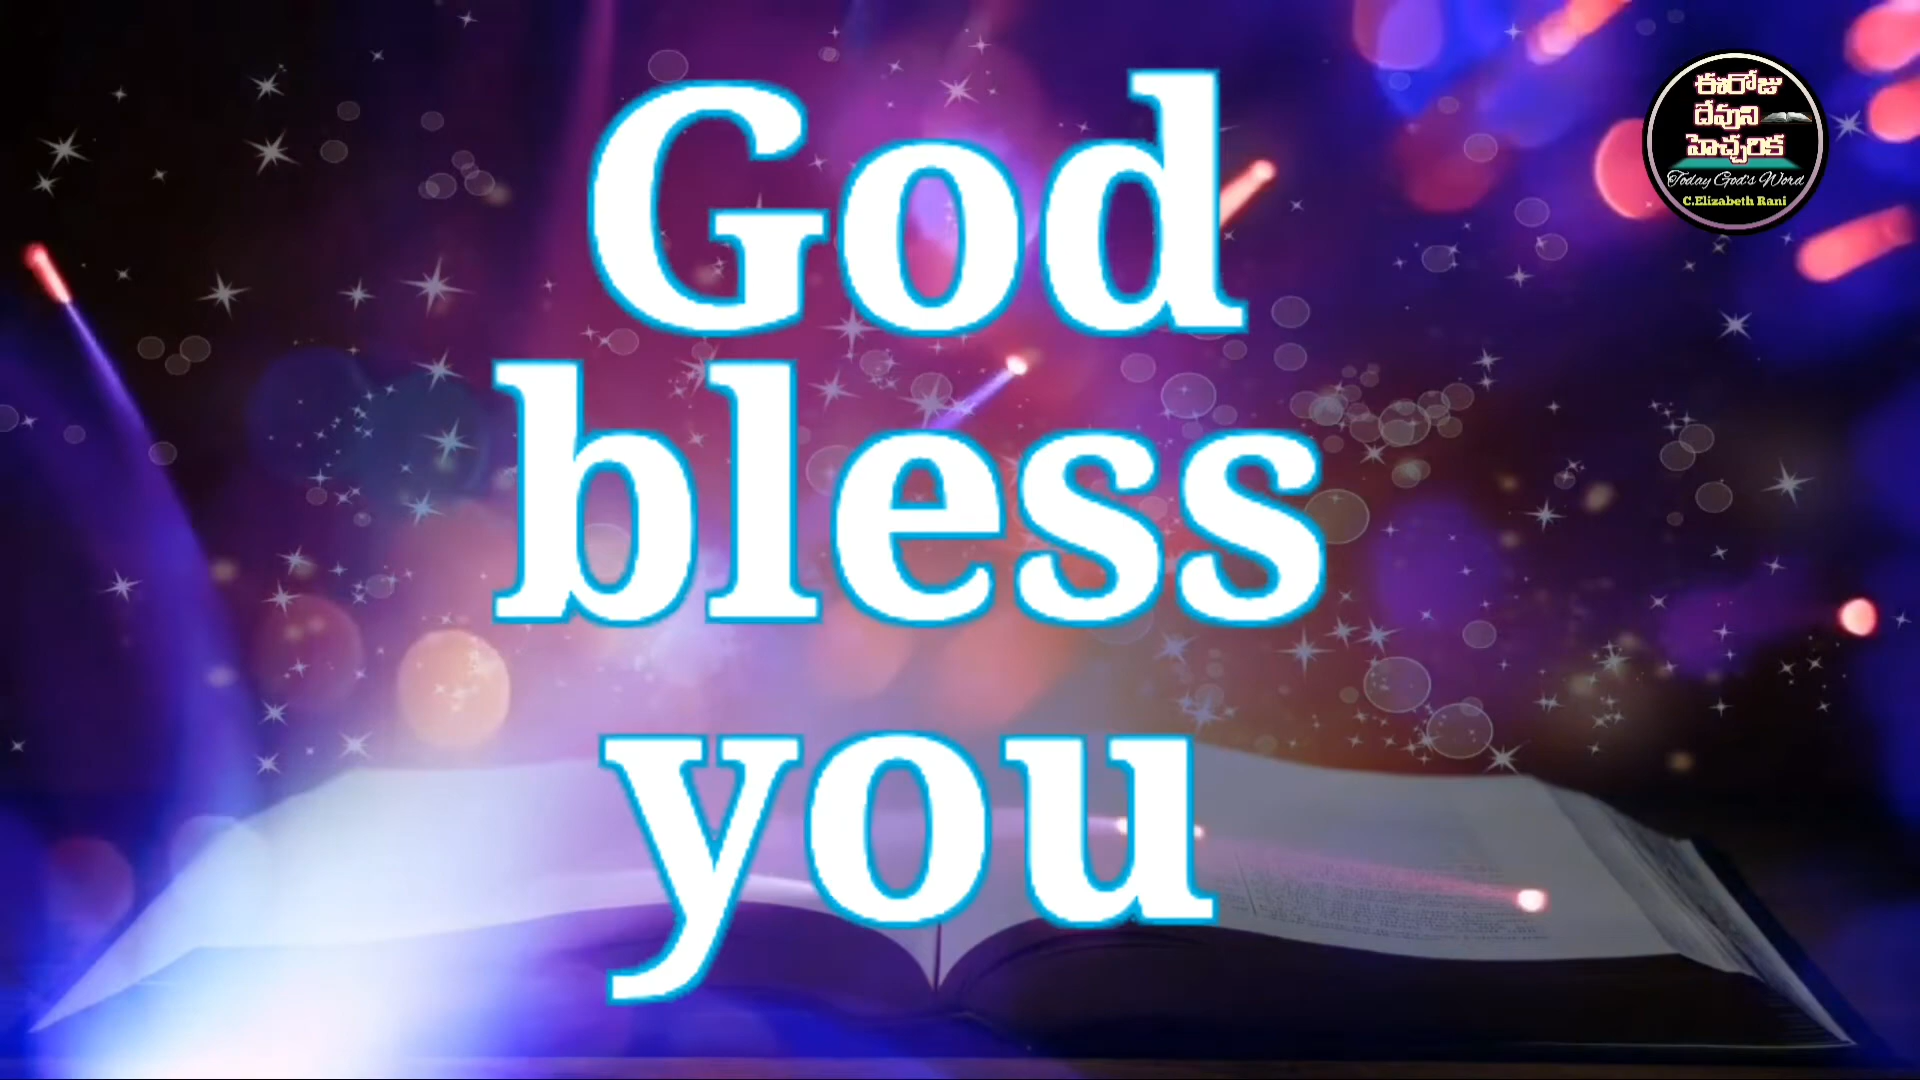 God
bless
you
ఈరోజు
దేవుని
హెచ్చరిక
Today God's Word
C.Elizabeth Rani